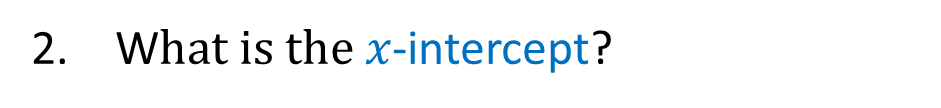 2. What is the x-intercept?